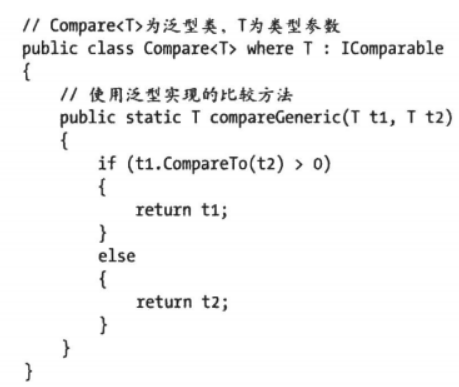 // Compare<T>为泛型类, T为类型参数
public class Compare<T> where T : IComparable
{
    // 使用泛型实现的比较方法
    public static T compareGeneric(T t1, T t2)
    {
        if (t1.CompareTo(t2) > 0)
        {
            return t1;
        }
        else
        {
            return t2;
        }
    }
}